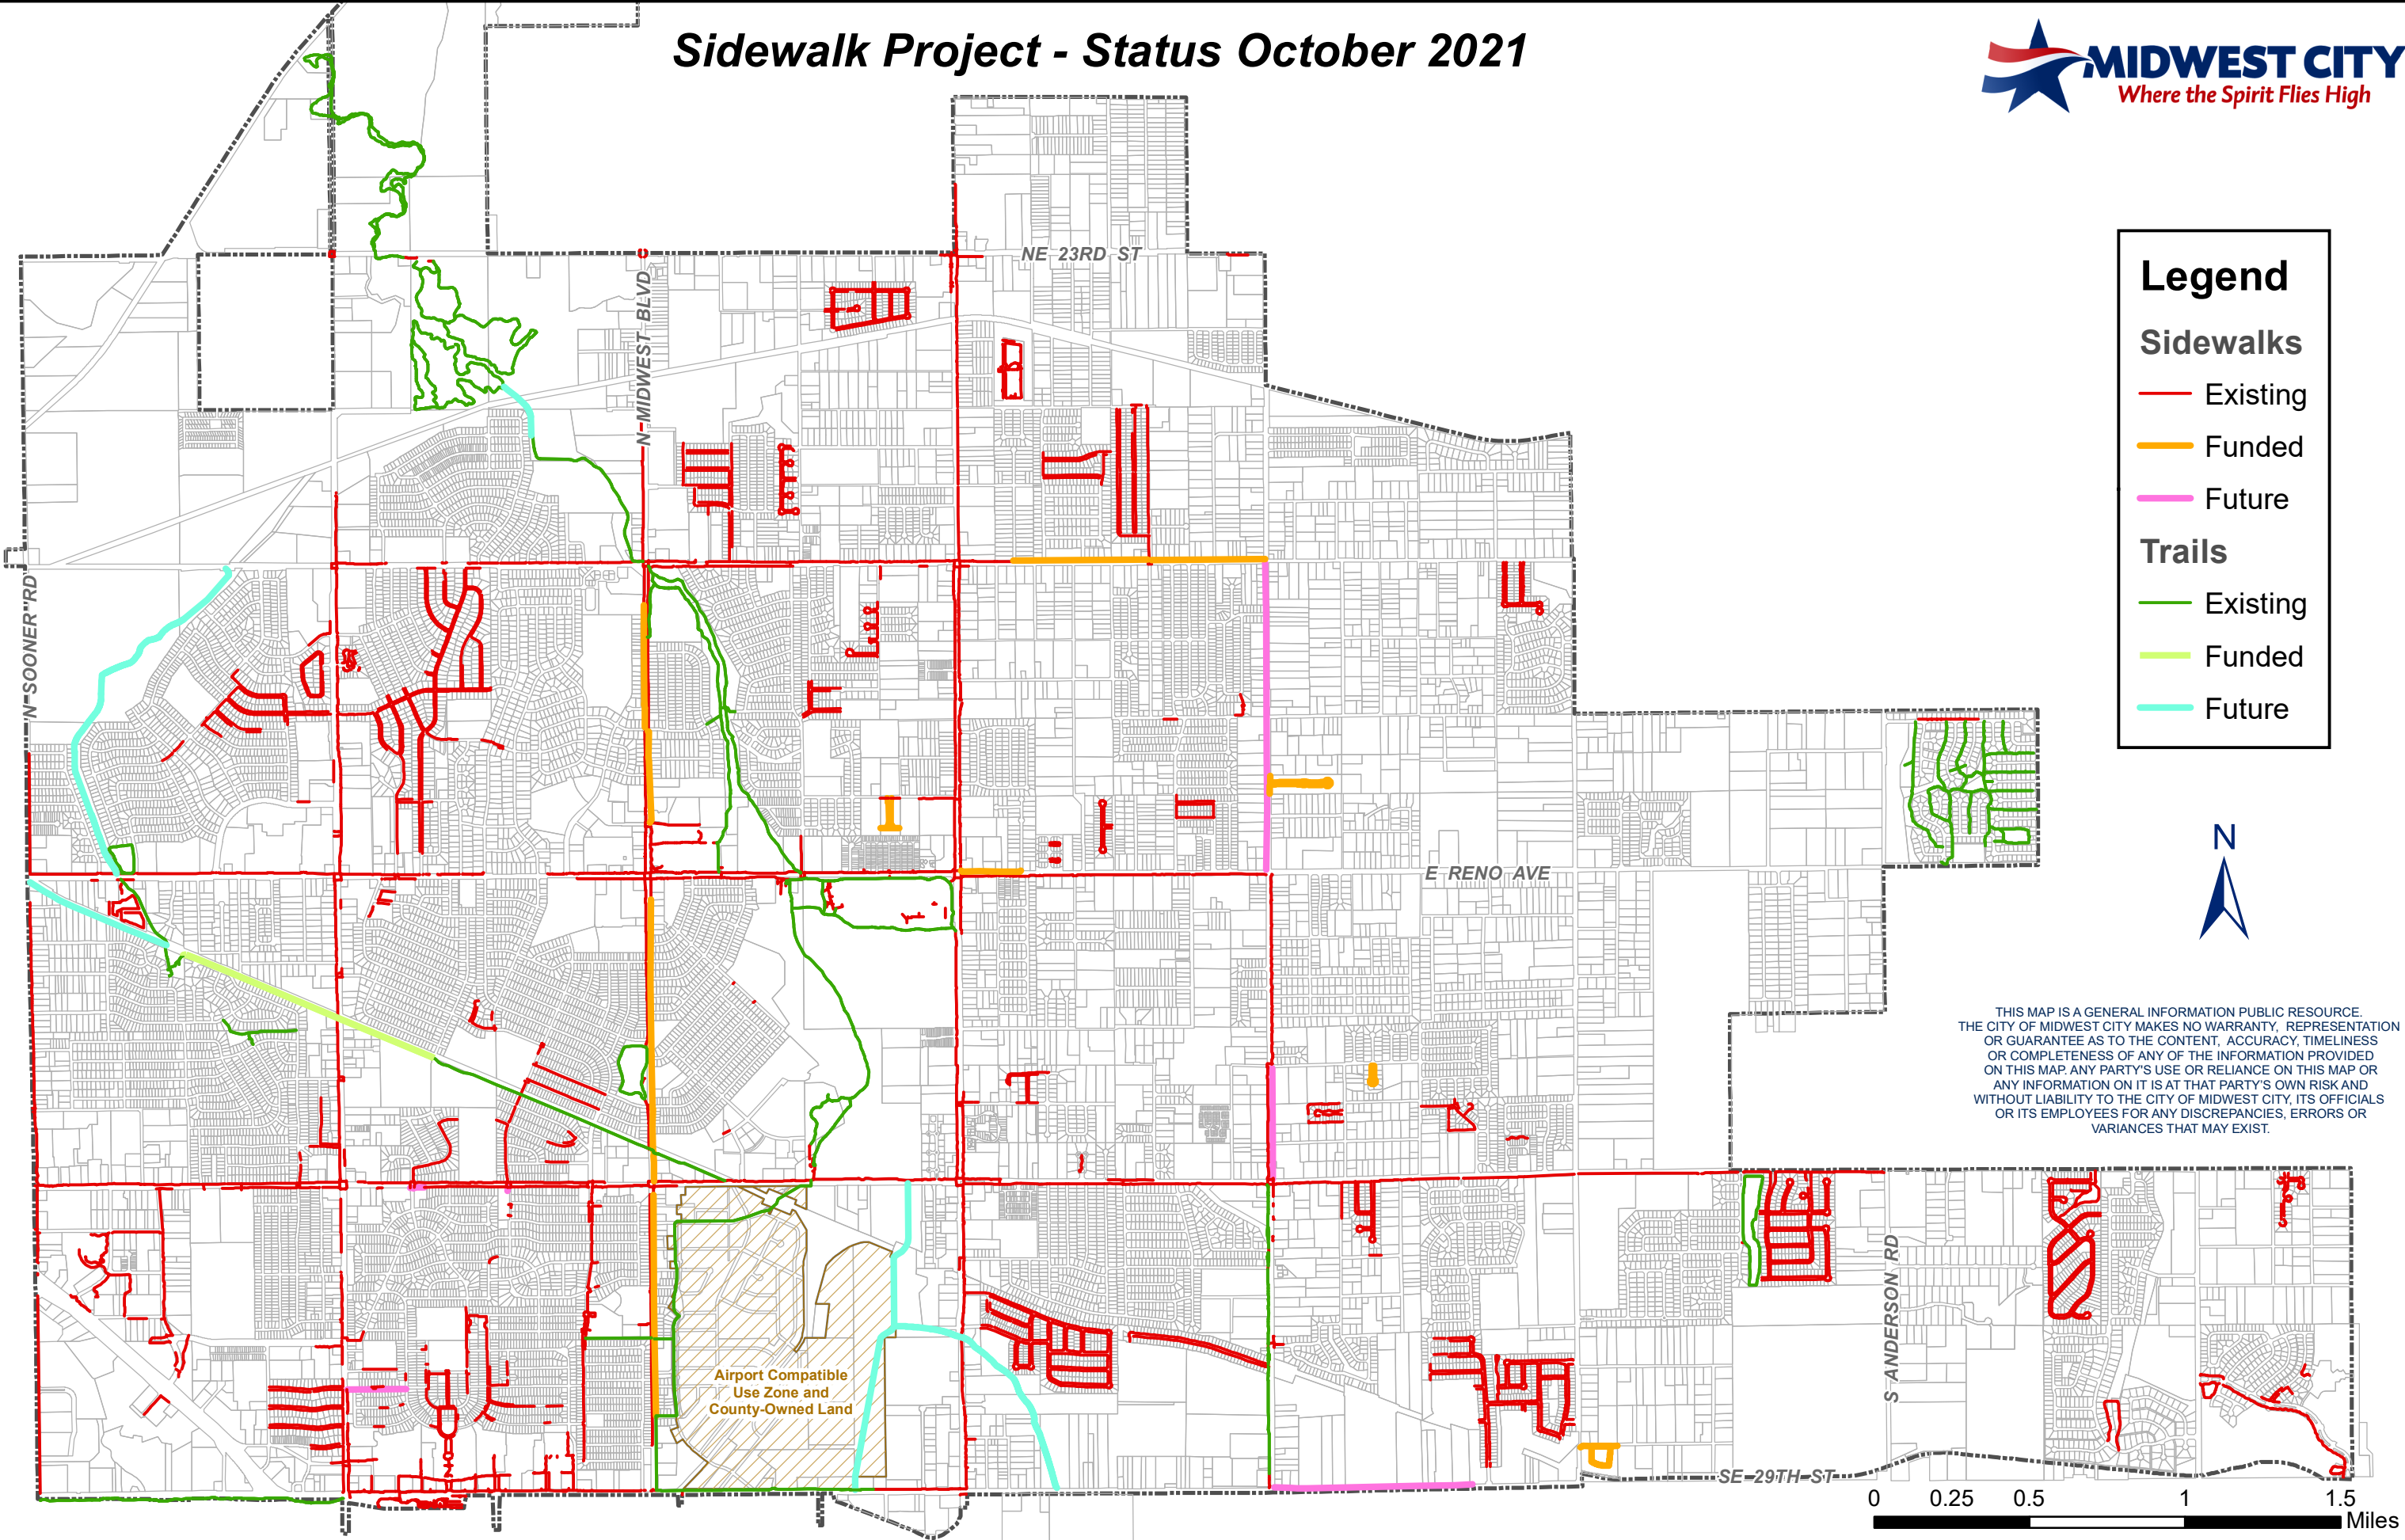 Sidewalk Project - Status October 2021
MIDWEST CITY
Where the Spirit Flies High
NE 23RD ST
N MIDWEST BLVD
Legend
Sidewalks
Existing
Funded
Future
Trails
Existing
Funded
Future
N SOONER RD
N
E RENO AVE
THIS MAP IS A GENERAL INFORMATION PUBLIC RESOURCE.
THE CITY OF MIDWEST CITY MAKES NO WARRANTY, REPRESENTATION
OR GUARANTEE AS TO THE CONTENT, ACCURACY, TIMELINESS
OR COMPLETENESS OF ANY OF THE INFORMATION PROVIDED
ON THIS MAP. ANY PARTY'S USE OR RELIANCE ON THIS MAP OR
ANY INFORMATION ON IT IS AT THAT PARTY'S OWN RISK AND
WITHOUT LIABILITY TO THE CITY OF MIDWEST CITY, ITS OFFICIALS
OR ITS EMPLOYEES FOR ANY DISCREPANCIES, ERRORS OR
VARIANCES THAT MAY EXIST.
S ANDERSON RD
Airport Compatible
Use Zone and
County-Owned Land
SE 29TH ST
0 0.25 0.5 1 1.5
Miles